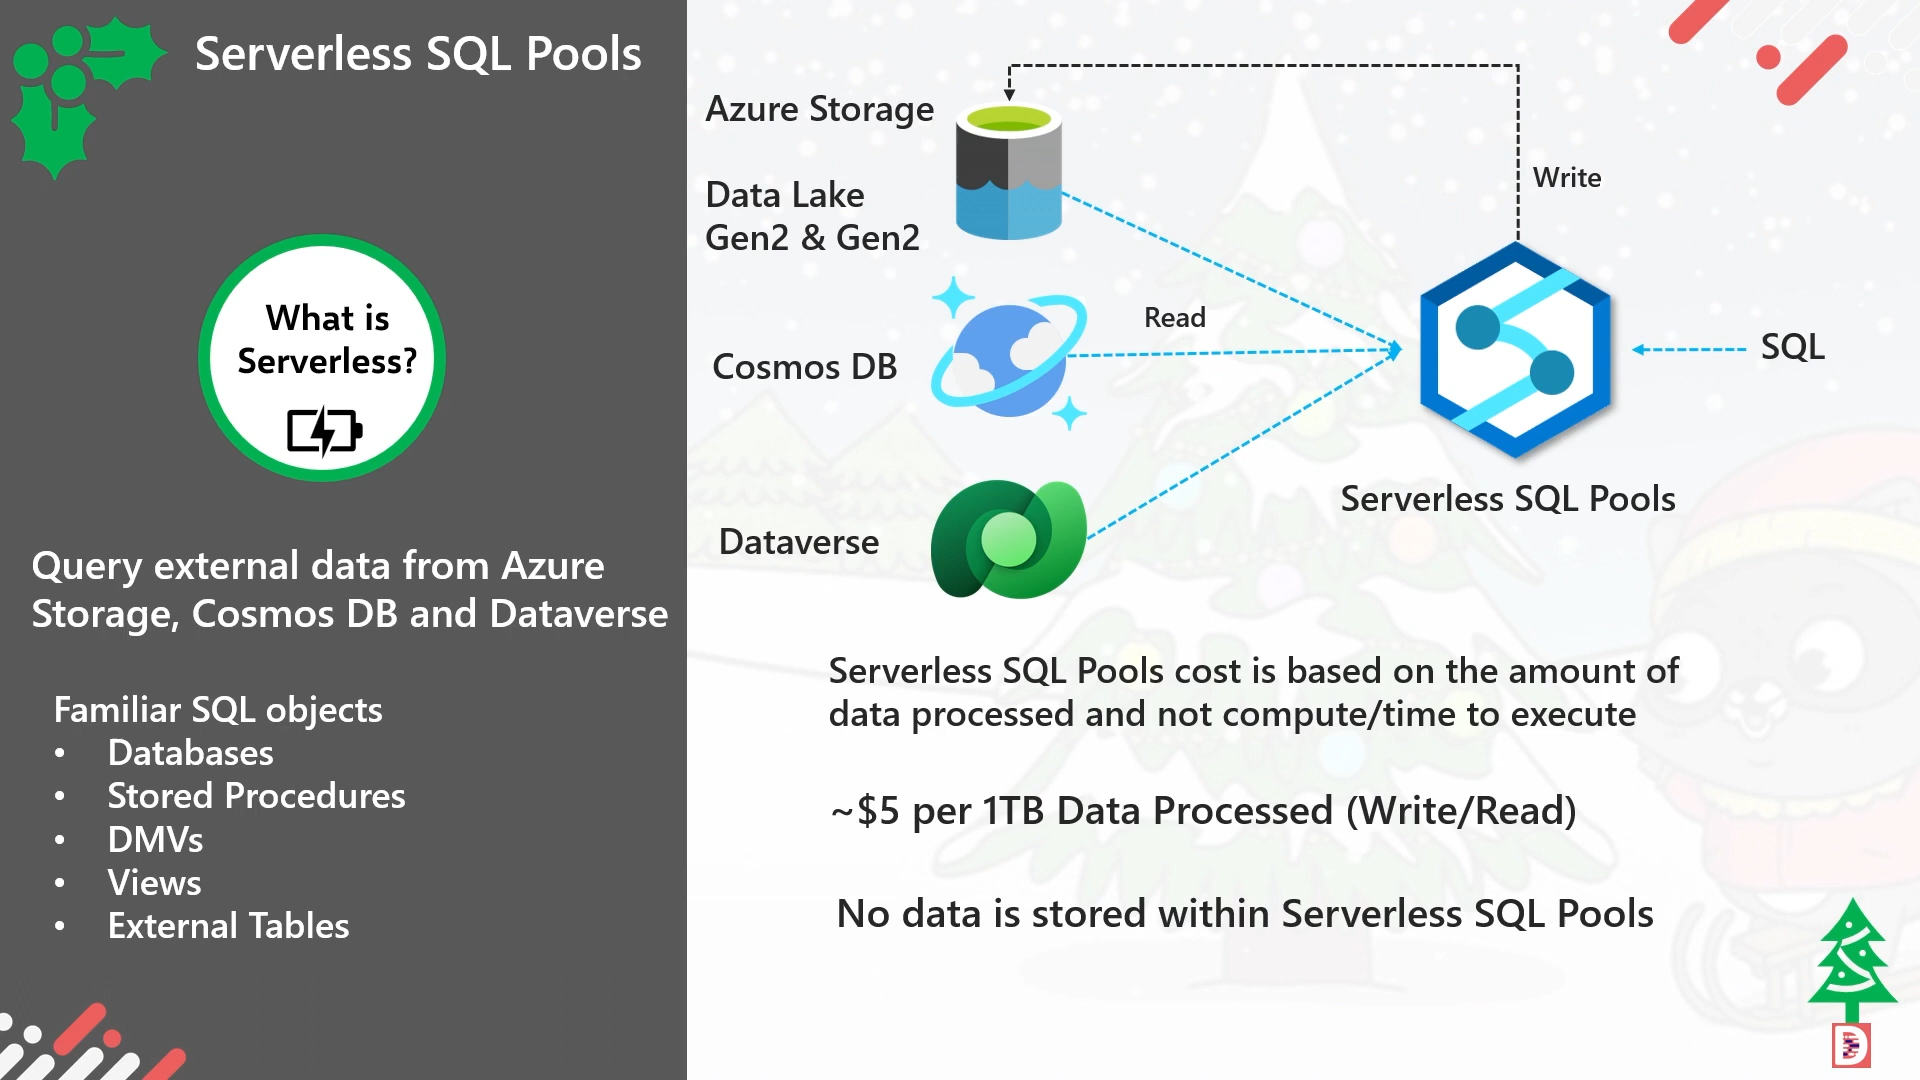 Serverless SQL Pools
What is
Serverless?
Query external data from Azure
Storage, Cosmos DB and Dataverse
Familiar SQL objects
• Databases
• Stored Procedures
• DMVs
• Views
• External Tables
Azure Storage
Data Lake
Gen2 & Gen2
Write
Read
Cosmos DB
SQL
Serverless SQL Pools
Dataverse
Serverless SQL Pools cost is based on the amount of
data processed and not compute/time to execute
~$5 per 1TB Data Processed (Write/Read)
No data is stored within Serverless SQL Pools
D